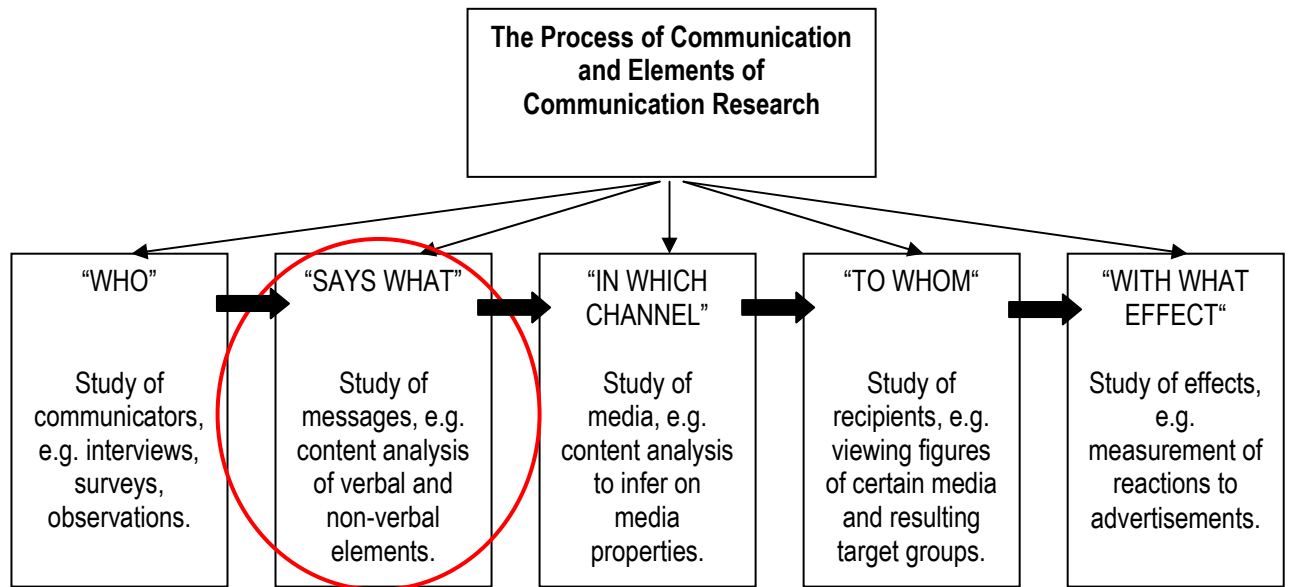 The Process of Communication
and Elements of
Communication Research
“WHO”
Study of
communicators,
e.g. interviews,
surveys,
observations.
“SAYS WHAT”
Study of
messages, e.g.
content analysis
of verbal and
non-verbal
elements.
“IN WHICH
CHANNEL”
Study of
media, e.g.
content analysis
to infer on
media
properties.
“TO WHOM“
Study of
recipients, e.g.
viewing figures
of certain media
and resulting
target groups.
“WITH WHAT
EFFECT“
Study of effects,
e.g.
measurement of
reactions to
advertisements.